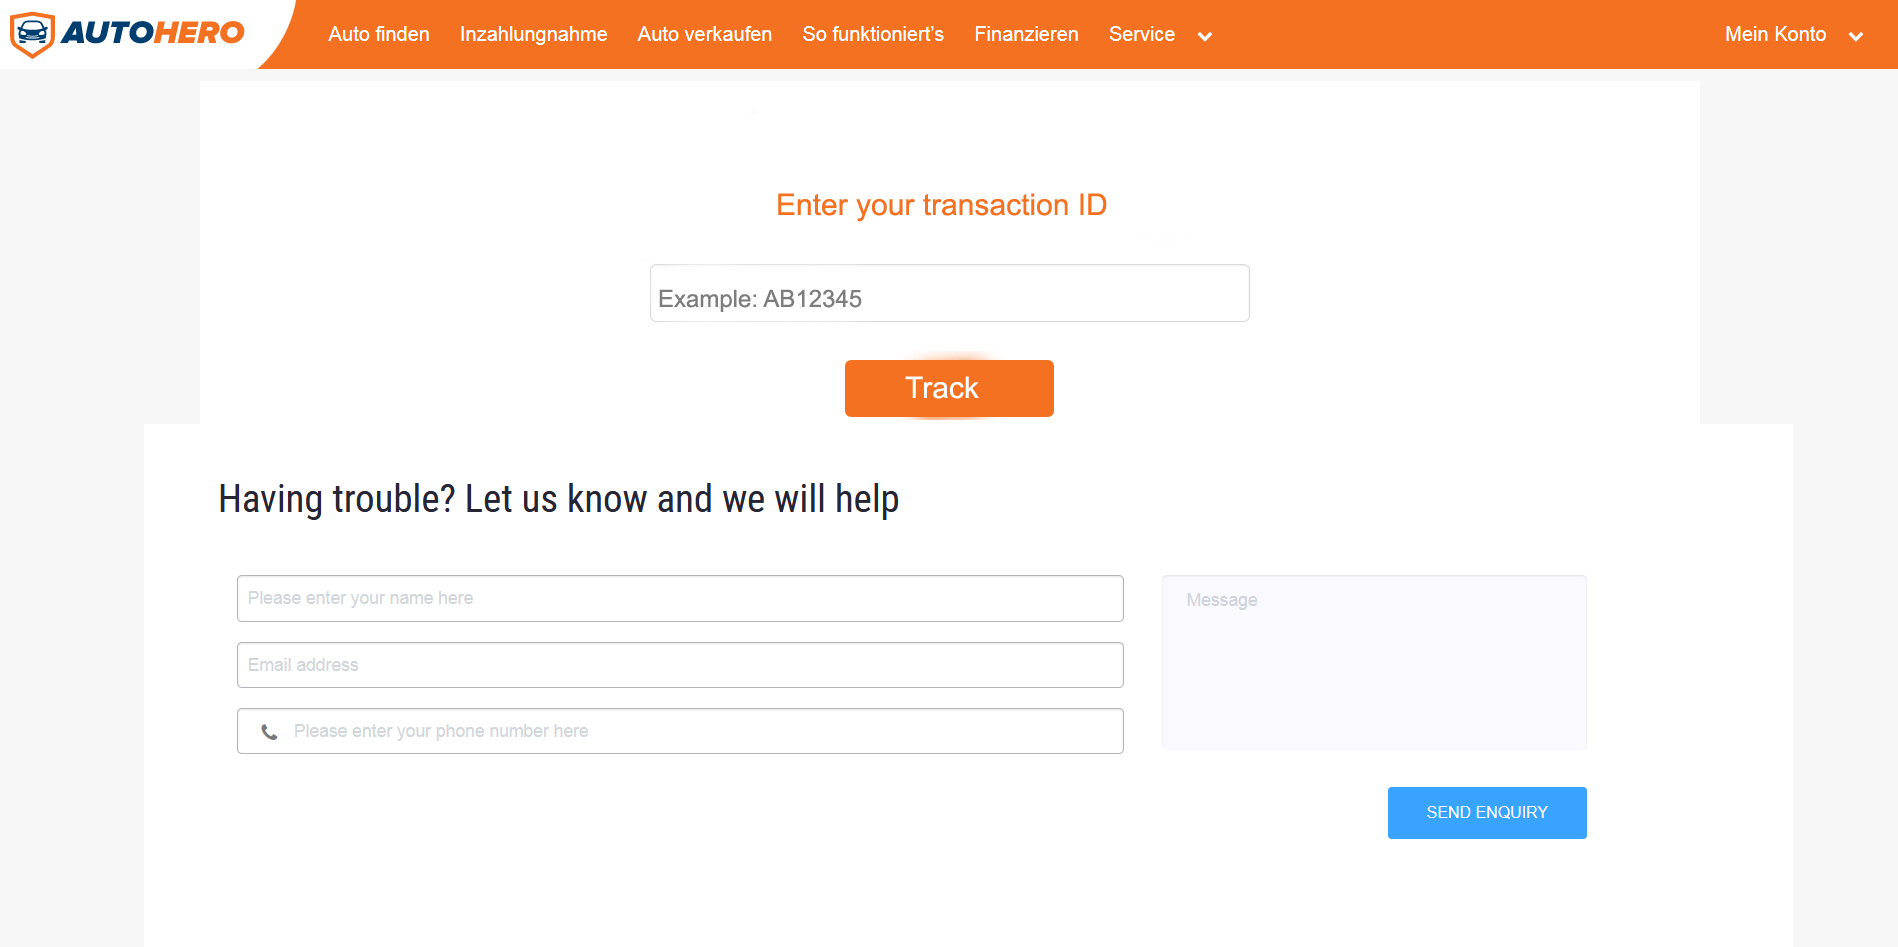 AUTOHERO
Auto finden Inzahlungnahme Auto verkaufen So funktioniert’s Finanzieren Service Mein Konto
Enter your transaction ID
Example: AB12345
Track
Having trouble? Let us know and we will help
Please enter your name here
Message
Email address
Please enter your phone number here
SEND ENQUIRY